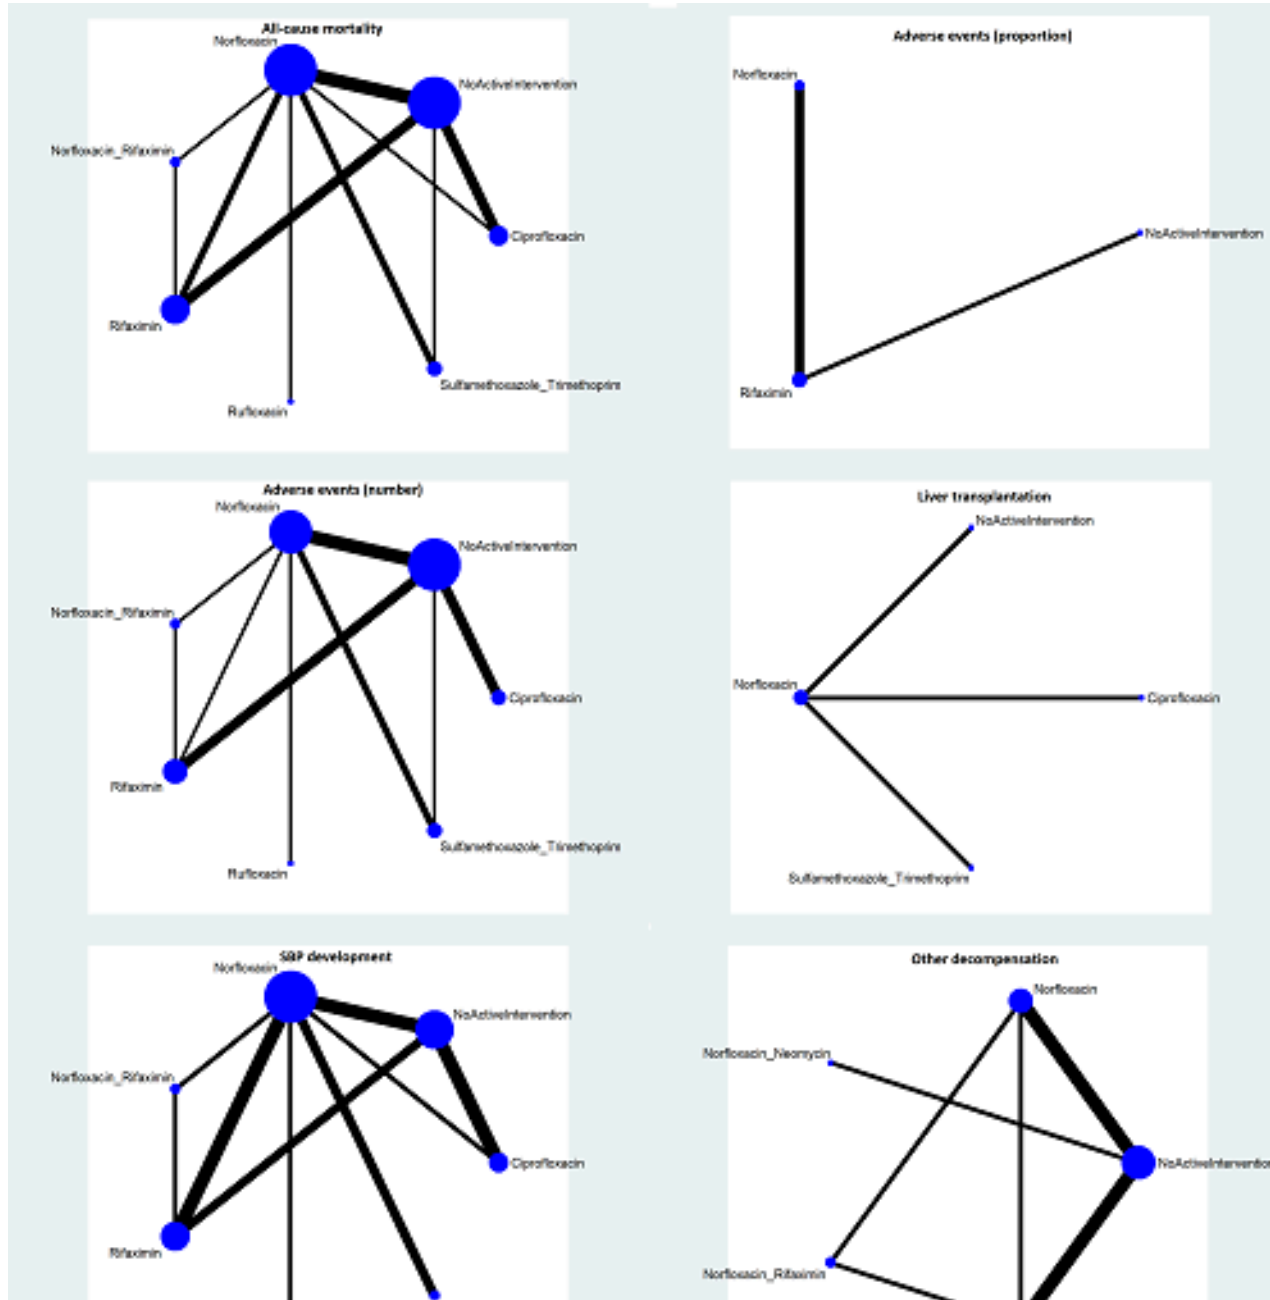 All-cause mortality
Norfloxacin
NoActiveIntervention
Norfloxacin_Rifaximin
Ciprofloxacin
Rifaximin
Sulfamethoxazole_Trimethoprim
Rufloxacin
Adverse events (proportion)
Norfloxacin
NoActiveIntervention
Rifaximin
Adverse events (number)
Norfloxacin
NoActiveIntervention
Norfloxacin_Rifaximin
Ciprofloxacin
Rifaximin
Sulfamethoxazole_Trimethoprim
Rufloxacin
Liver transplantation
NoActiveIntervention
Norfloxacin
Ciprofloxacin
Sulfamethoxazole_Trimethoprim
SBP development
Norfloxacin
NoActiveIntervention
Norfloxacin_Rifaximin
Ciprofloxacin
Rifaximin
Other decompensation
Norfloxacin
Norfloxacin_Neomycin
NoActiveIntervention
Norfloxacin_Rifaximin